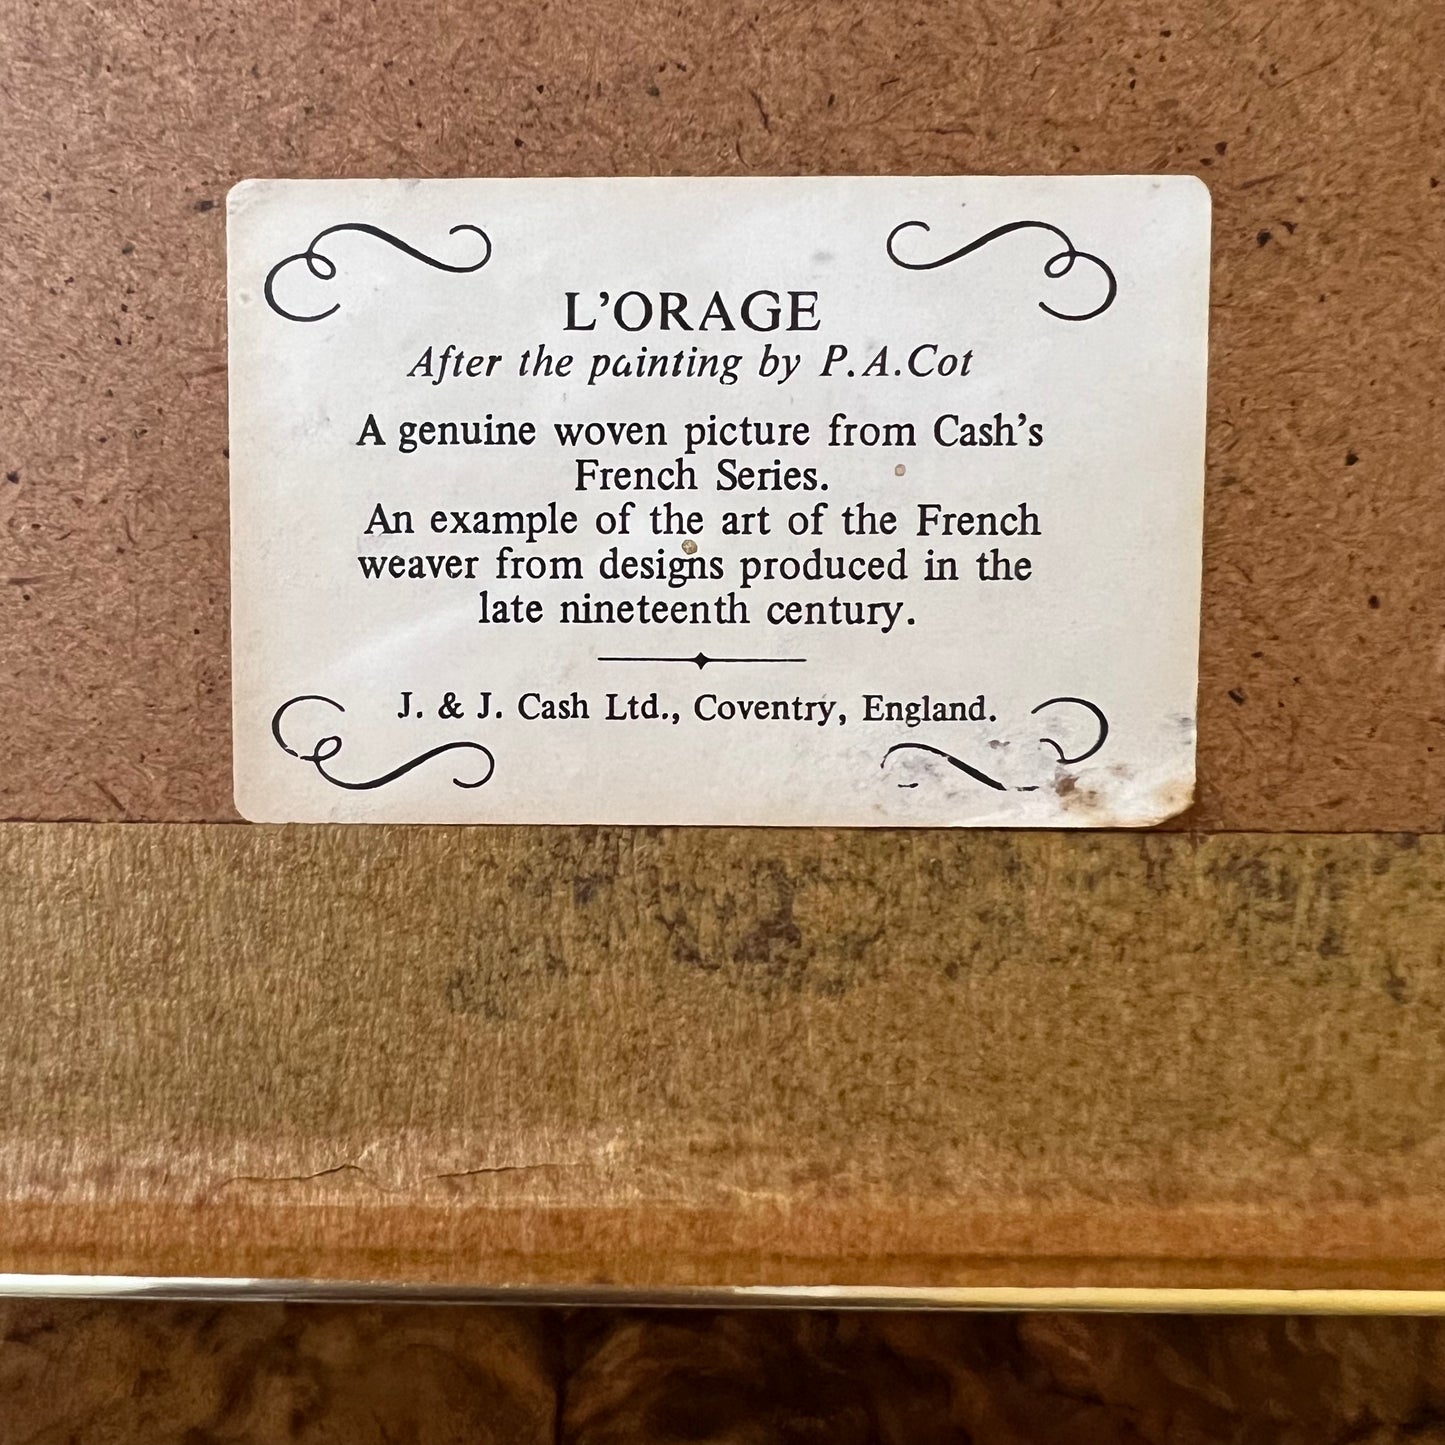 L’ORAGE
After the painting by P.A.Cot
A genuine woven picture from Cash’s
French Series.
An example of the art of the French
weaver from designs produced in the
late nineteenth century.
J. & J. Cash Ltd., Coventry, England.